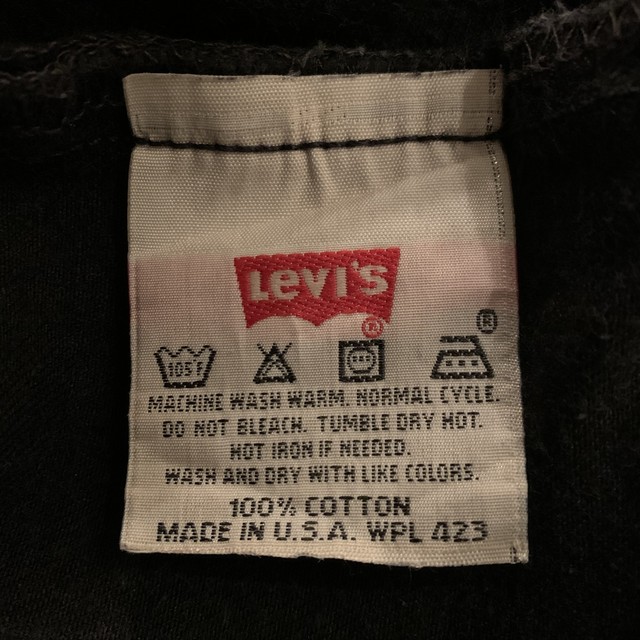 Levi's
®
®
105°
MACHINE WASH WARM. NORMAL CYCLE.
DO NOT BLEACH. TUMBLE DRY HOT.
HOT IRON IF NEEDED.
WASH AND DRY WITH LIKE COLORS.
100% COTTON
MADE IN U.S.A. WPL 423